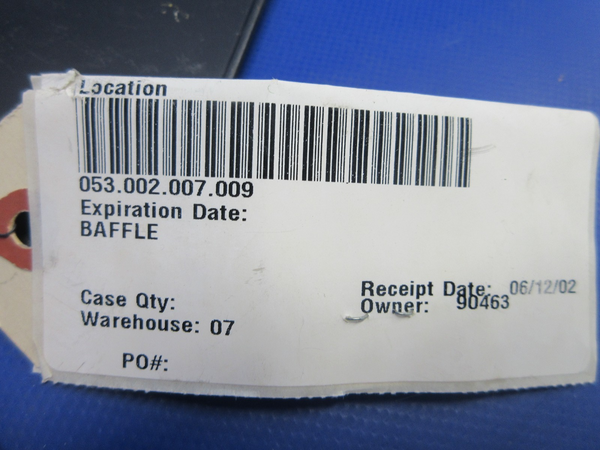 Location
053.002.007.009
Expiration Date:
BAFFLE
Receipt Date: 06/12/02
Case Qty:
Owner: 90463
Warehouse: 07
PO#: